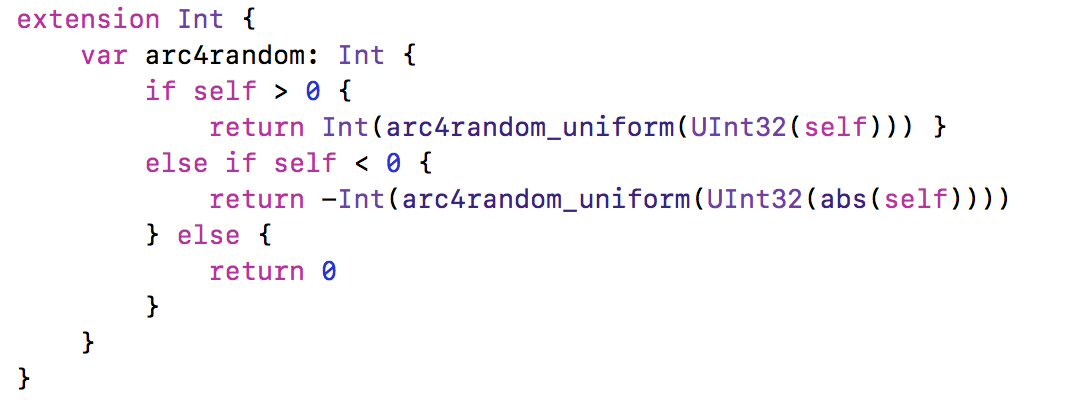 extension Int {
    var arc4random: Int {
        if self > 0 {
            return Int(arc4random_uniform(UInt32(self))) }
        else if self < 0 {
            return -Int(arc4random_uniform(UInt32(abs(self))))
        } else {
            return 0
        }
    }
}